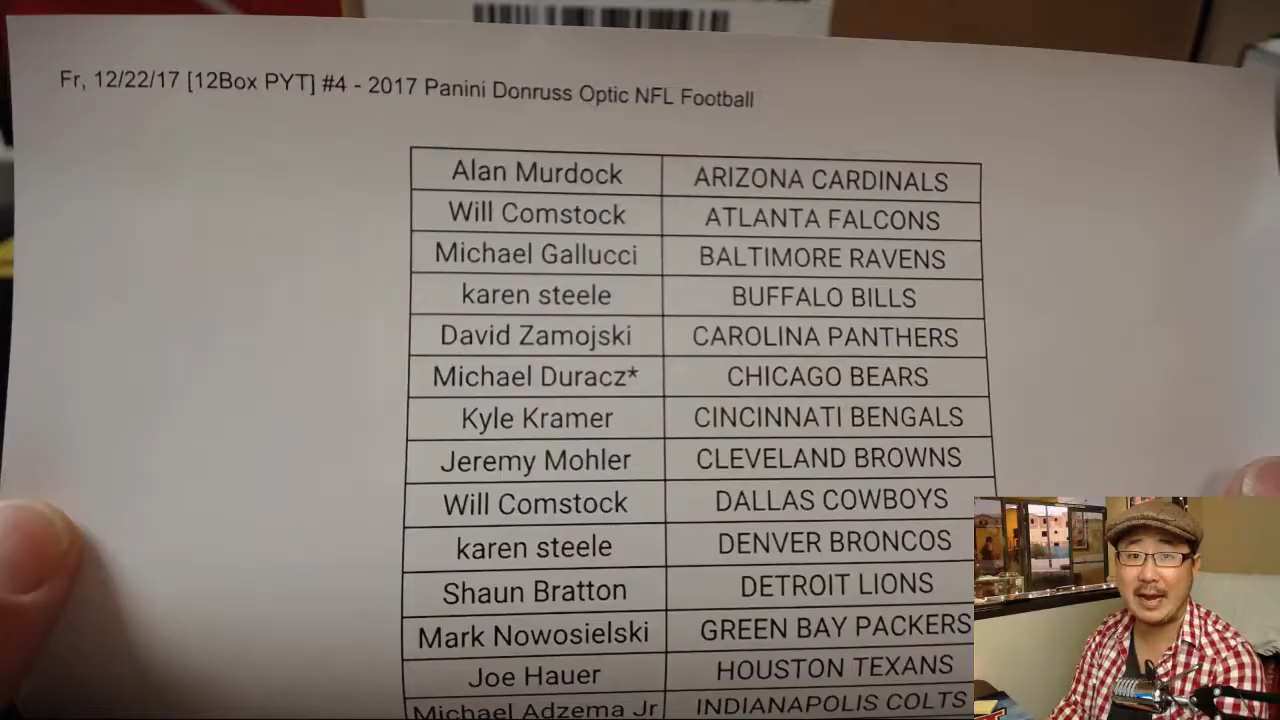 Fr, 12/22/17 [12Box PYT] #4 - 2017 Panini Donruss Optic NFL Football
Alan Murdock ARIZONA CARDINALS
Will Comstock ATLANTA FALCONS
Michael Gallucci BALTIMORE RAVENS
karen steele BUFFALO BILLS
David Zamojski CAROLINA PANTHERS
Michael Duracz* CHICAGO BEARS
Kyle Kramer CINCINNATI BENGALS
Jeremy Mohler CLEVELAND BROWNS
Will Comstock DALLAS COWBOYS
karen steele DENVER BRONCOS
Shaun Bratton DETROIT LIONS
Mark Nowosielski GREEN BAY PACKERS
Joe Hauer HOUSTON TEXANS
Michael Adzema Jr INDIANAPOLIS COLTS